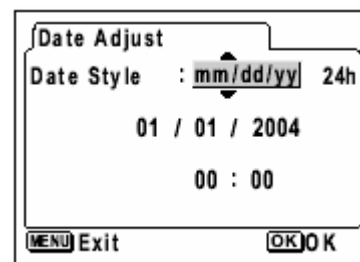 Date Adjust
Date Style : mm/dd/yy 24h
01 / 01 / 2004
00 : 00
MENU Exit OK OK